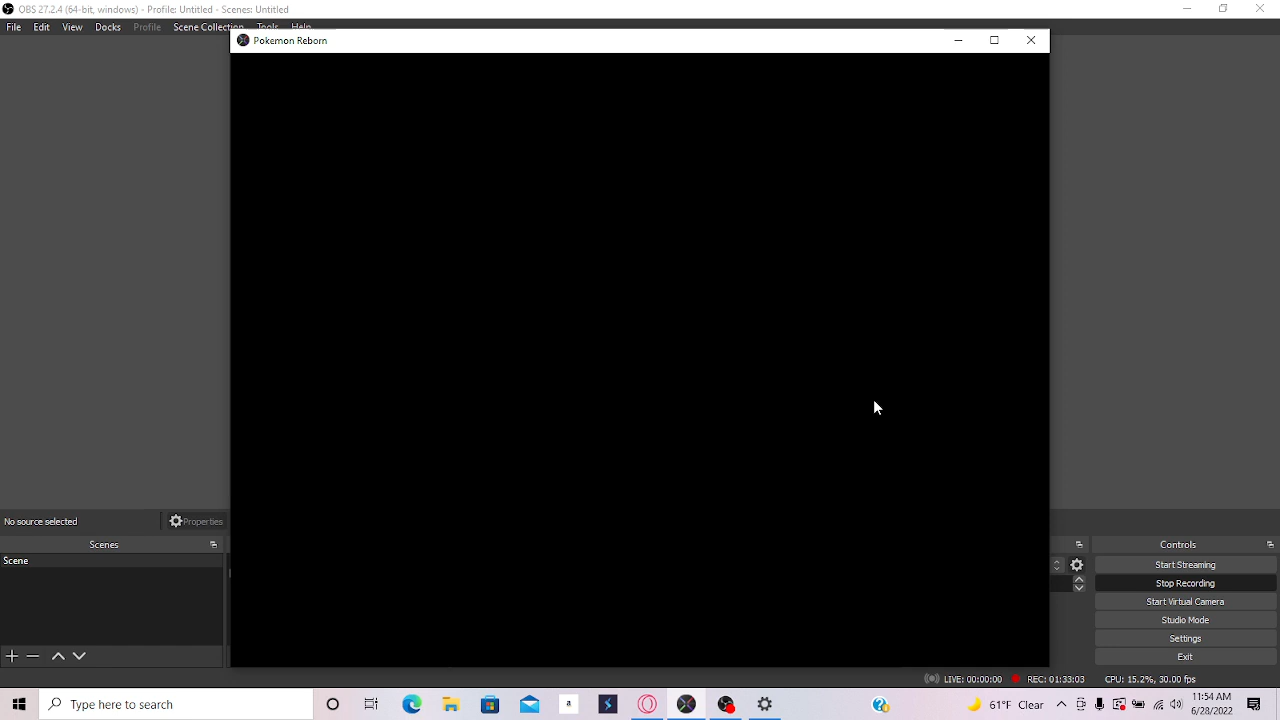 OBS 27.2.4 (64-bit, windows) - Profile: Untitled - Scenes: Untitled
File Edit View Docks Profile Scene Collection Tools Help
Pokemon Reborn
No source selected
Properties
Scenes
Controls
Scene
Start Streaming
Stop Recording
Start Virtual Camera
Studio Mode
Settings
Exit
LIVE: 00:00:00 REC: 01:33:03 CPU: 15.2%, 30.00 fps
Type here to search
a
61°F Clear
11:54 AM
6/28/2022